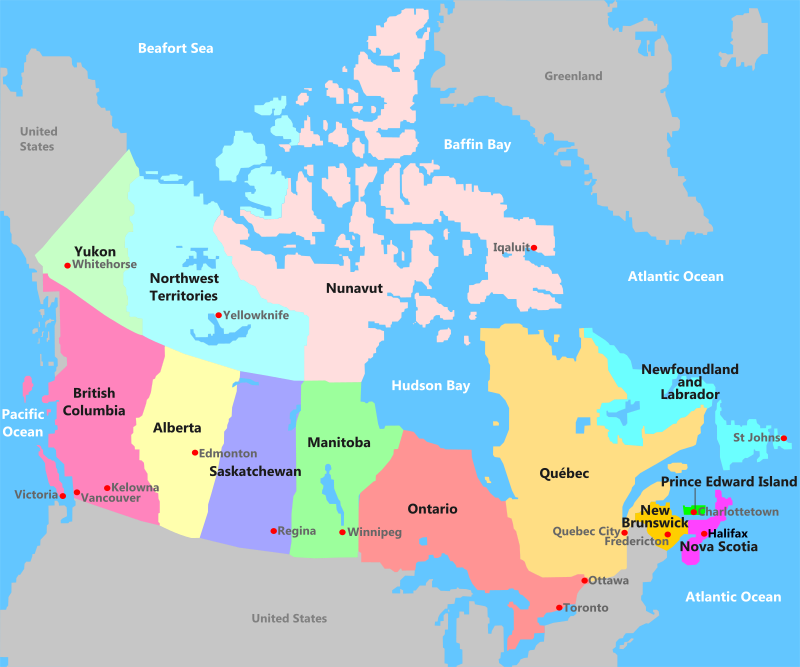 Beafort Sea
Greenland
United
States
Baffin Bay
Yukon
Whitehorse
Iqaluit
Northwest
Territories
Nunavut
Atlantic Ocean
Yellowknife
Newfoundland
and
Labrador
Hudson Bay
British
Columbia
Pacific
Ocean
Alberta
Manitoba
St Johns
Edmonton
Saskatchewan
Québec
Prince Edward Island
Kelowna
Victoria
Vancouver
Ontario
New
Brunswick
Charlottetown
Regina
Winnipeg
Quebec City
Fredericton
Halifax
Nova Scotia
Ottawa
Atlantic Ocean
Toronto
United States